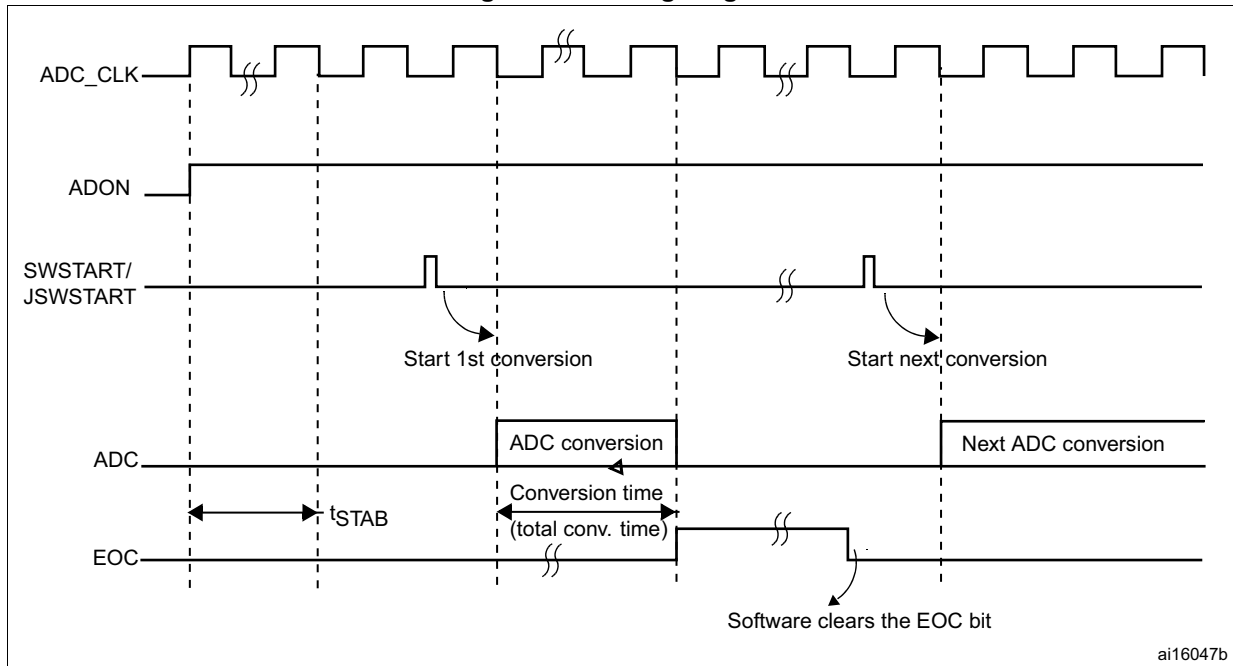 ADC_CLK
ADON
SWSTART/
JSWSTART
Start 1st conversion
Start next conversion
ADC conversion
Next ADC conversion
ADC
Conversion time
tSTAB
(total conv. time)
EOC
Software clears the EOC bit
ai16047b